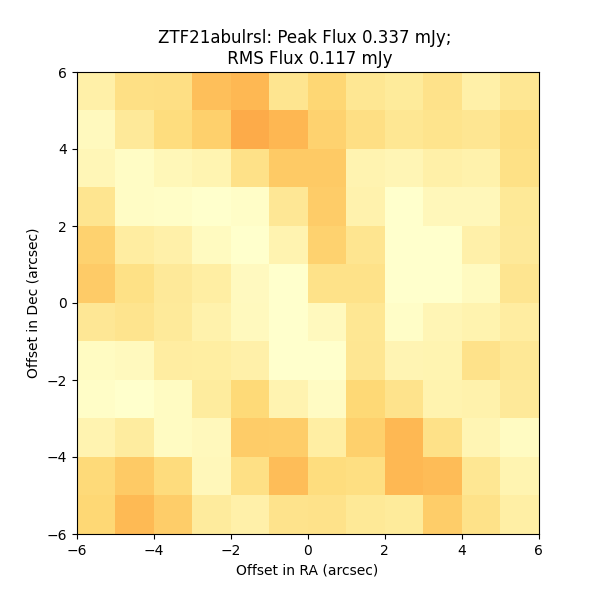 ZTF21abulrsl: Peak Flux 0.337 mJy;
RMS Flux 0.117 mJy
6
4
2
0
−2
−4
−6
Offset in Dec (arcsec)
−6 −4 −2 0 2 4 6
Offset in RA (arcsec)